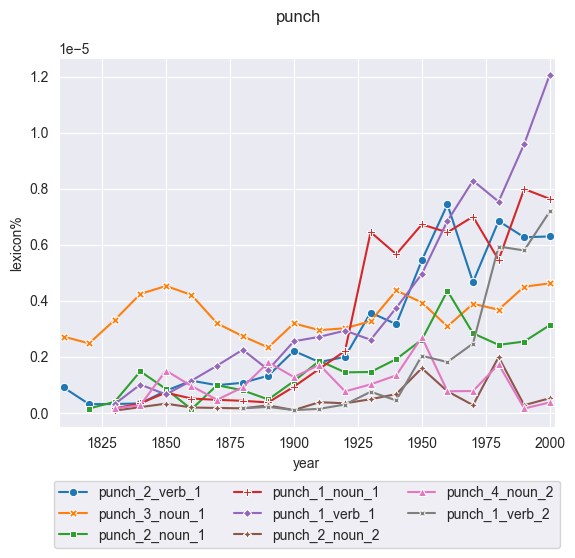 punch
1e−5
1.2
1.0
0.8
0.6
0.4
0.2
0.0
lexicon%
1825 1850 1875 1900 1925 1950 1975 2000
year
punch_2_verb_1 punch_1_noun_1 punch_4_noun_2
punch_3_noun_1 punch_1_verb_1 punch_1_verb_2
punch_2_noun_1 punch_2_noun_2